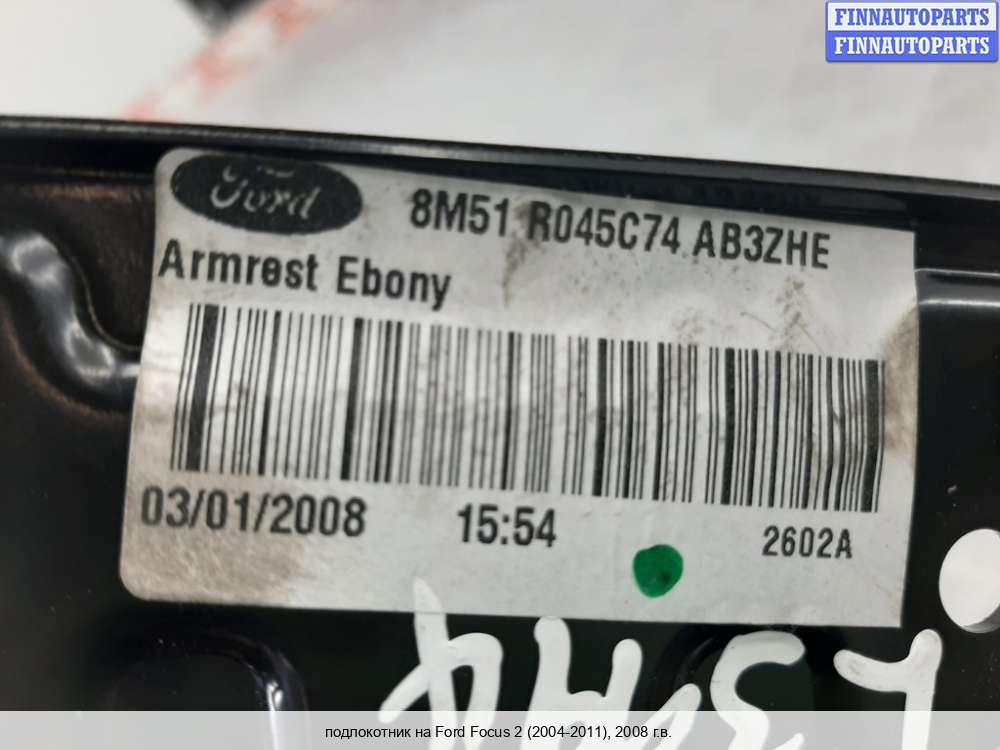 FINNAUTOPARTS
FINNAUTOPARTS
Ford
8M51 R045C74 AB3ZHE
Armrest Ebony
03/01/2008 15:54 2602A
подлокотник на Ford Focus 2 (2004-2011), 2008 г.в.